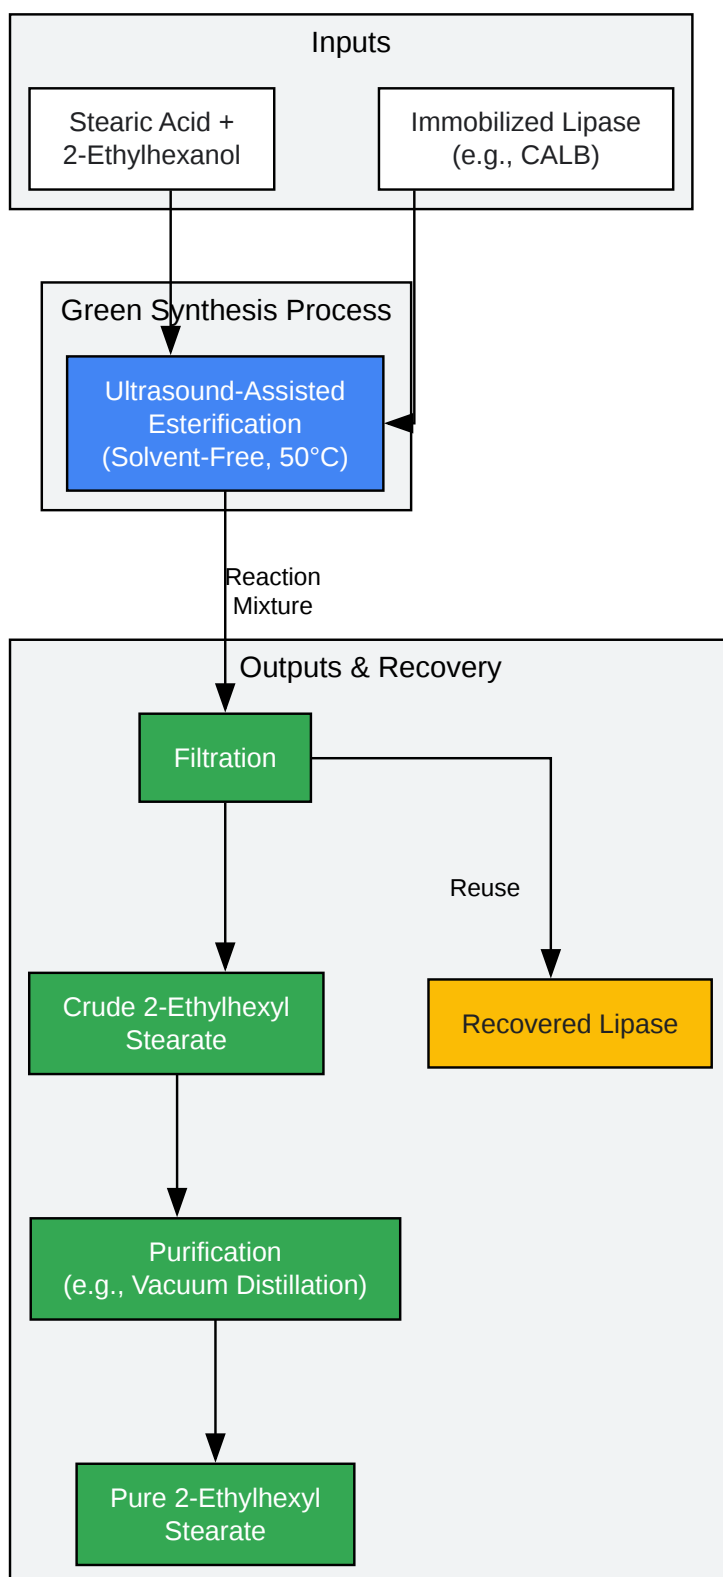 Inputs
Stearic Acid +
2-Ethylhexanol
Immobilized Lipase
(e.g., CALB)
Green Synthesis Process
Ultrasound-Assisted
Esterification
(Solvent-Free, 50°C)
Reaction
Mixture
Outputs & Recovery
Filtration
Reuse
Crude 2-Ethylhexyl
Stearate
Recovered Lipase
Purification
(e.g., Vacuum Distillation)
Pure 2-Ethylhexyl
Stearate